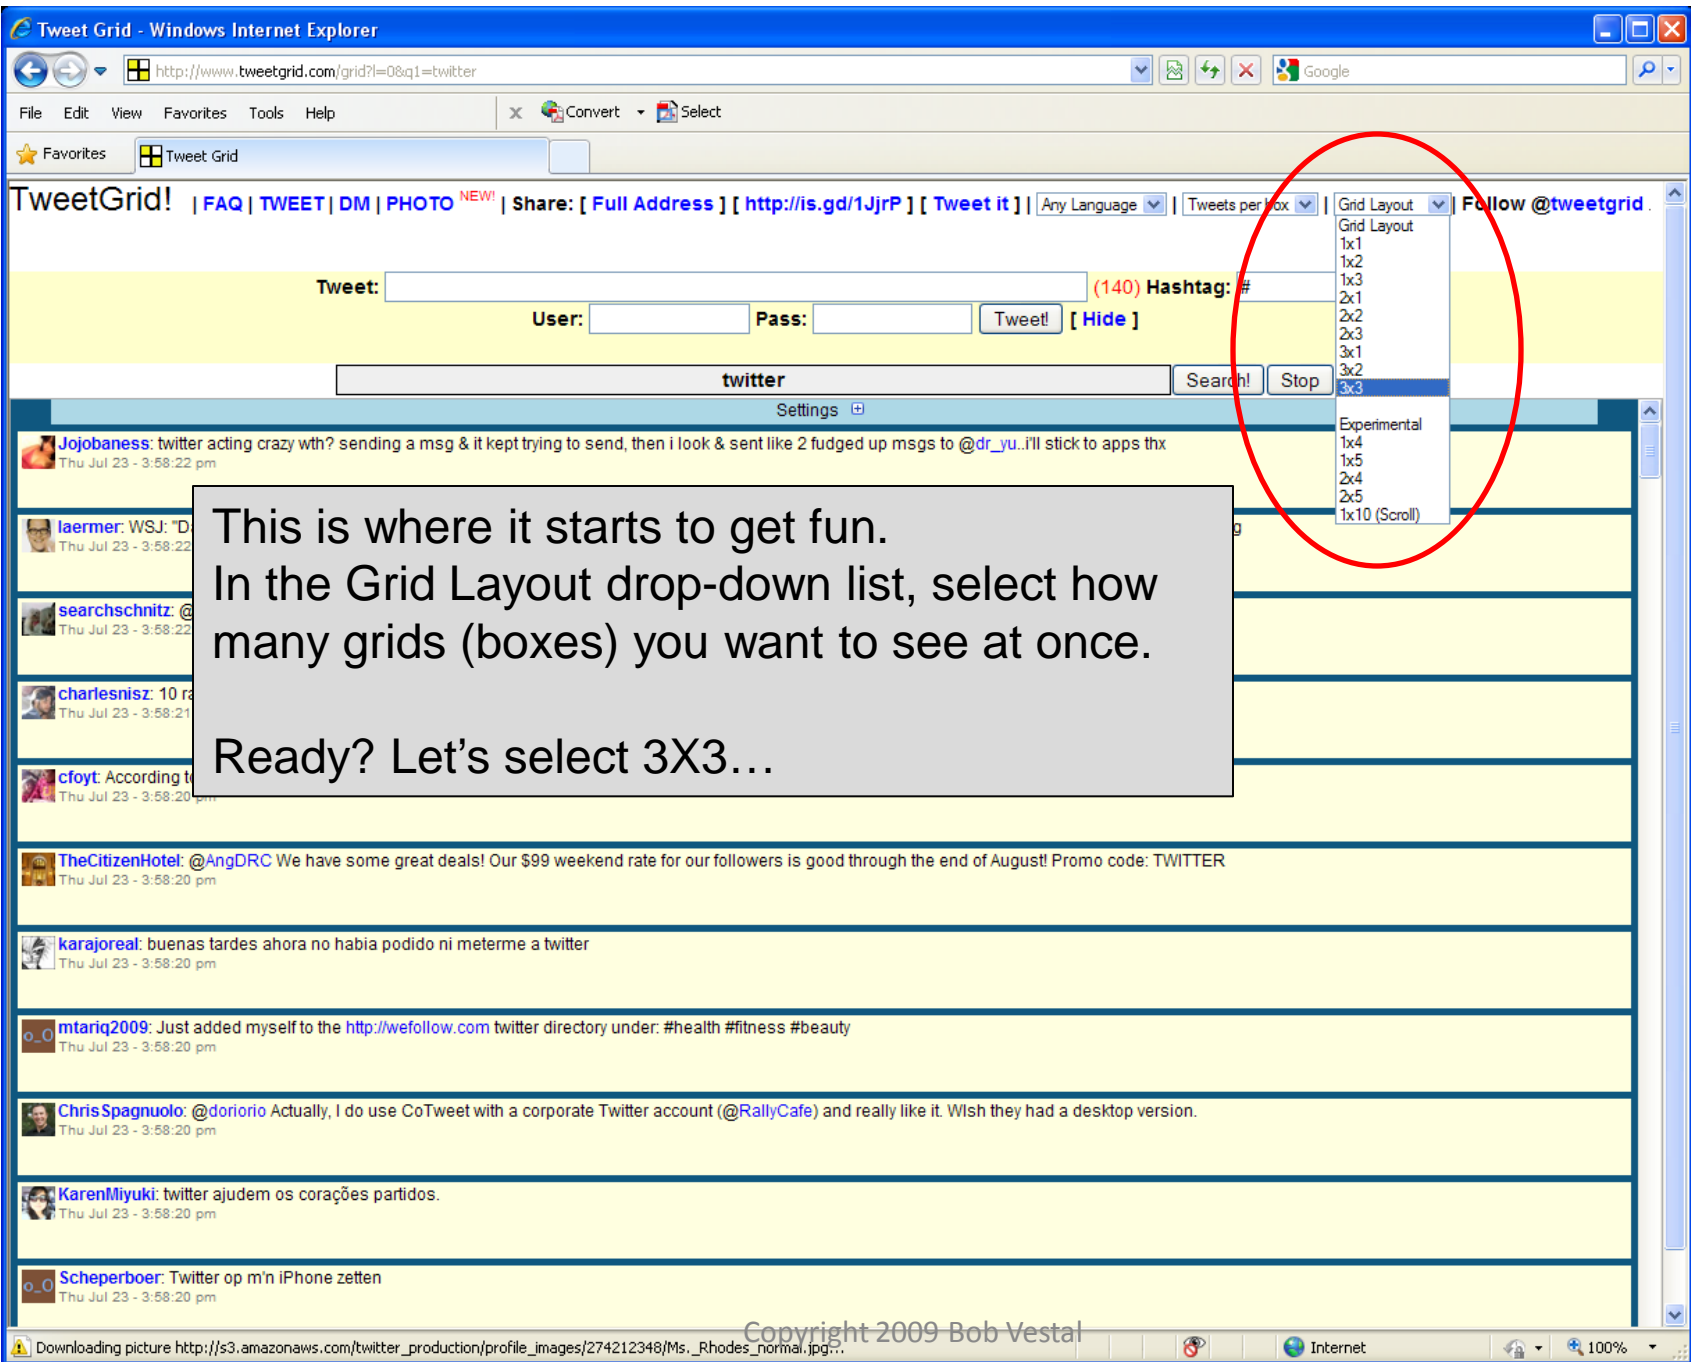 Tweet Grid - Windows Internet Explorer
http://www.tweetgrid.com/grid?l=0&q1=twitter
Google
File Edit View Favorites Tools Help x Convert Select
Favorites Tweet Grid
TweetGrid! | FAQ | TWEET | DM | PHOTO NEW! | Share: [ Full Address ] [ http://is.gd/1JjrP ] [ Tweet it ] | Any Language | Tweets per box | Grid Layout | Follow @tweetgrid .
Grid Layout
1x1
1x2
1x3
2x1
2x2
2x3
3x1
3x2
3x3
Experimental
1x4
1x5
2x4
2x5
1x10 (Scroll)
Tweet: (140) Hashtag: #
User: Pass: Tweet! [ Hide ]
twitter Search! Stop
Settings
Jojobaness: twitter acting crazy wth? sending a msg & it kept trying to send, then i look & sent like 2 fudged up msgs to @dr_yu..i'll stick to apps thx
Thu Jul 23 - 3:58:22 pm
laermer: WSJ: "D
Thu Jul 23 - 3:58:22
searchschnitz: @
Thu Jul 23 - 3:58:22
charlesnisz: 10 ra
Thu Jul 23 - 3:58:21
cfoyt: According to
Thu Jul 23 - 3:58:20 pm
This is where it starts to get fun.
In the Grid Layout drop-down list, select how
many grids (boxes) you want to see at once.
Ready? Let's select 3X3…
TheCitizenHotel: @AngDRC We have some great deals! Our $99 weekend rate for our followers is good through the end of August! Promo code: TWITTER
Thu Jul 23 - 3:58:20 pm
karajoreal: buenas tardes ahora no habia podido ni meterme a twitter
Thu Jul 23 - 3:58:20 pm
mtariq2009: Just added myself to the http://wefollow.com twitter directory under: #health #fitness #beauty
Thu Jul 23 - 3:58:20 pm
ChrisSpagnuolo: @doriorio Actually, I do use CoTweet with a corporate Twitter account (@RallyCafe) and really like it. WIsh they had a desktop version.
Thu Jul 23 - 3:58:20 pm
KarenMiyuki: twitter ajudem os corações partidos.
Thu Jul 23 - 3:58:20 pm
Scheperboer: Twitter op m'n iPhone zetten
Thu Jul 23 - 3:58:20 pm
Copyright 2009 Bob Vestal
Downloading picture http://s3.amazonaws.com/twitter_production/profile_images/274212348/Ms._Rhodes_normal.jpg... Internet 100%